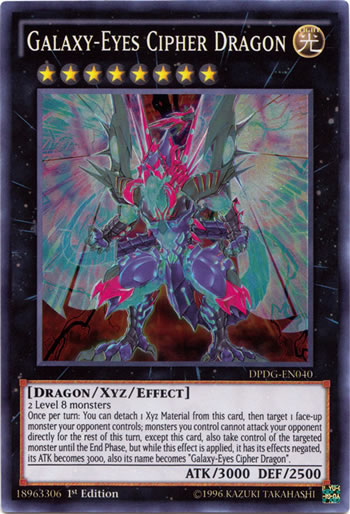 GALAXY-EYES CIPHER DRAGON
LIGHT
光
DPDG-EN040
[DRAGON/XYZ/EFFECT]
2 Level 8 monsters
Once per turn: You can detach 1 Xyz Material from this card, then target 1 face-up
monster your opponent controls; monsters you control cannot attack your opponent
directly for the rest of this turn, except this card, also take control of the targeted
monster until the End Phase, but while this effect is applied, it has its effects negated,
its ATK becomes 3000, also its name becomes "Galaxy-Eyes Cipher Dragon".
ATK/3000 DEF/2500
18963306 1st Edition ©1996 KAZUKI TAKAHASHI